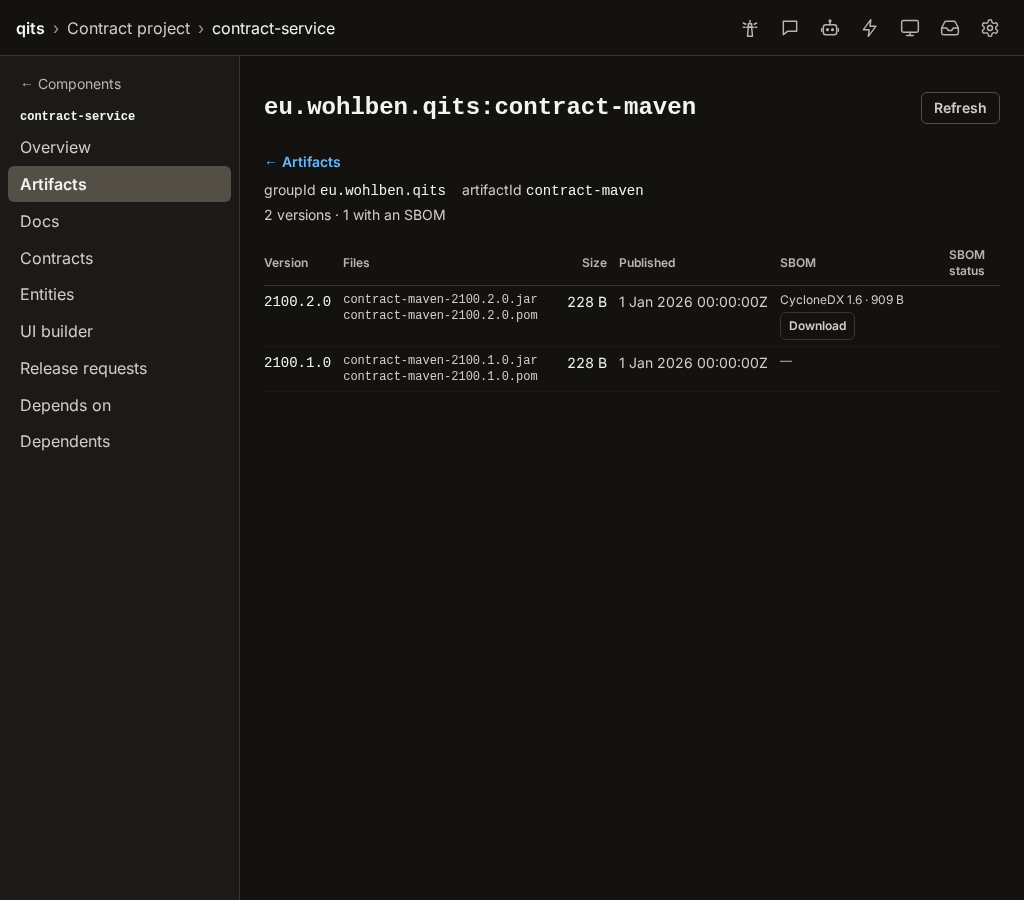 qits › Contract project › contract-service
← Components
contract-service
Overview
Artifacts
Docs
Contracts
Entities
UI builder
Release requests
Depends on
Dependents
eu.wohlben.qits:contract-maven
Refresh
← Artifacts
groupId eu.wohlben.qits artifactId contract-maven
2 versions · 1 with an SBOM
Version Files Size Published SBOM SBOM status
2100.2.0 contract-maven-2100.2.0.jar 228 B 1 Jan 2026 00:00:00Z CycloneDX 1.6 · 909 B
contract-maven-2100.2.0.pom
Download
2100.1.0 contract-maven-2100.1.0.jar 228 B 1 Jan 2026 00:00:00Z —
contract-maven-2100.1.0.pom